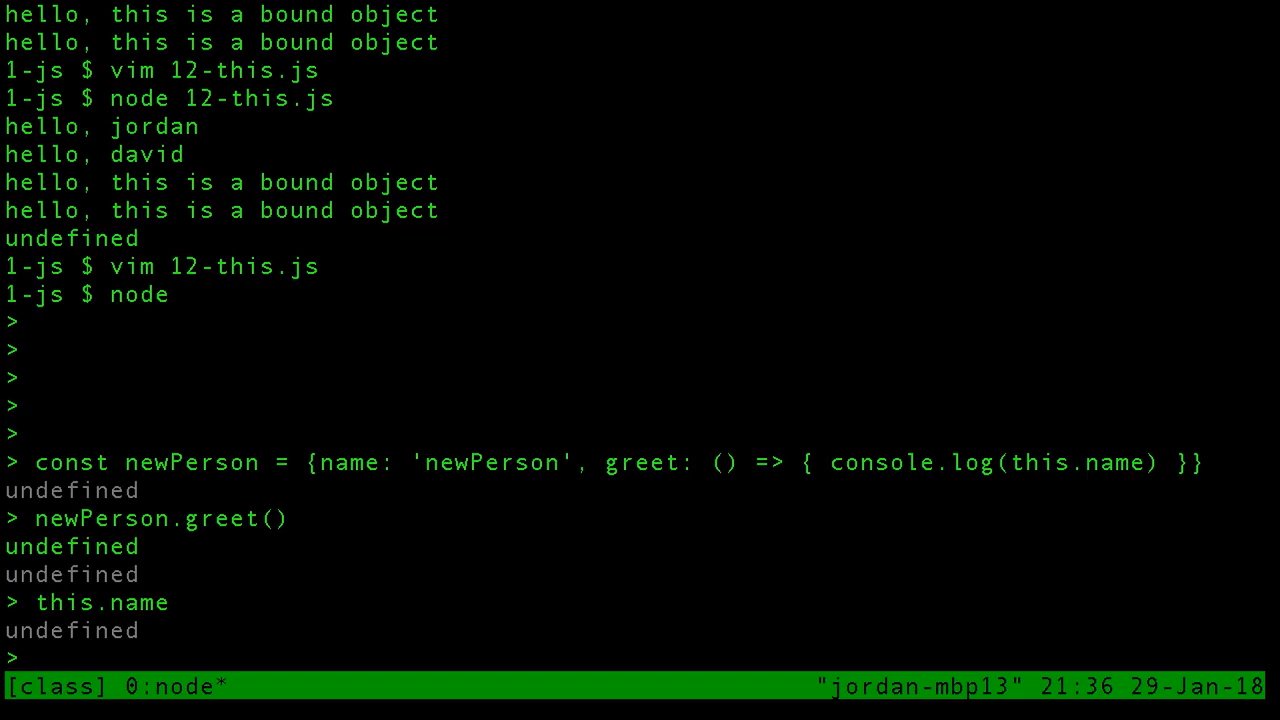 hello, this is a bound object
hello, this is a bound object
1-js $ vim 12-this.js
1-js $ node 12-this.js
hello, jordan
hello, david
hello, this is a bound object
hello, this is a bound object
undefined
1-js $ vim 12-this.js
1-js $ node
>
>
>
>
>
> const newPerson = {name: 'newPerson', greet: () => { console.log(this.name) }}
undefined
> newPerson.greet()
undefined
undefined
> this.name
undefined
>
[class] 0:node* "jordan-mbp13" 21:36 29-Jan-18